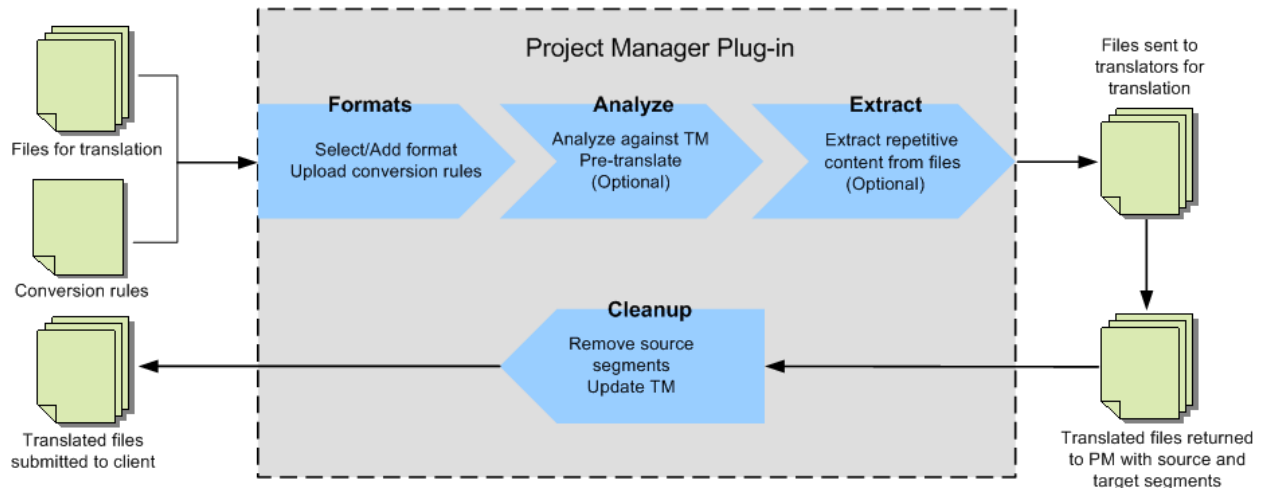 Project Manager Plug-in
Files for translation
Conversion rules
Formats
Select/Add format
Upload conversion rules
Analyze
Analyze against TM
Pre-translate
(Optional)
Extract
Extract repetitive
content from files
(Optional)
Files sent to
translators for
translation
Translated files returned
to PM with source and
target segments
Cleanup
Remove source
segments
Update TM
Translated files
submitted to client